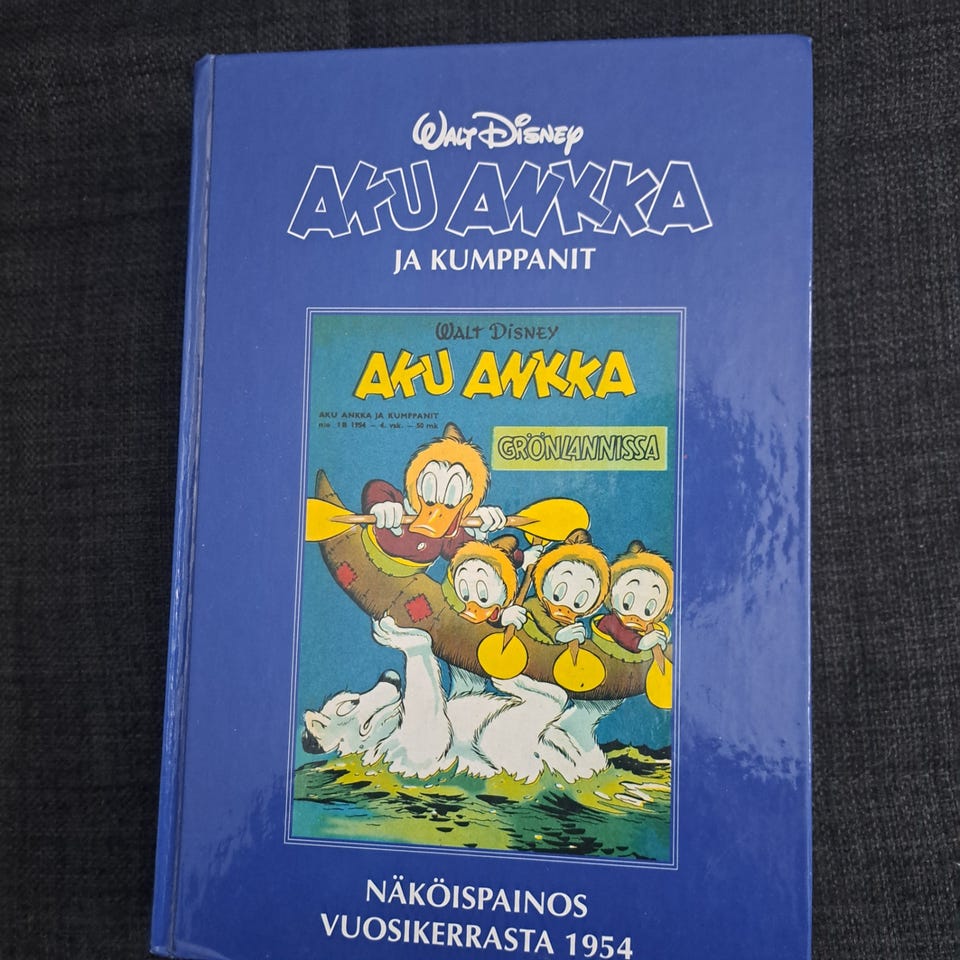 WALT DISNEY
AKU ANKKA
JA KUMPPANIT
WALT DISNEY
AKU ANKKA
AKU ANKKA JA KUMPPANIT
n:o 1B 1954 – 4. vsk. – 50 mk
GRÖNLANNISSA
NÄKÖISPAINOS
VUOSIKERRASTA 1954